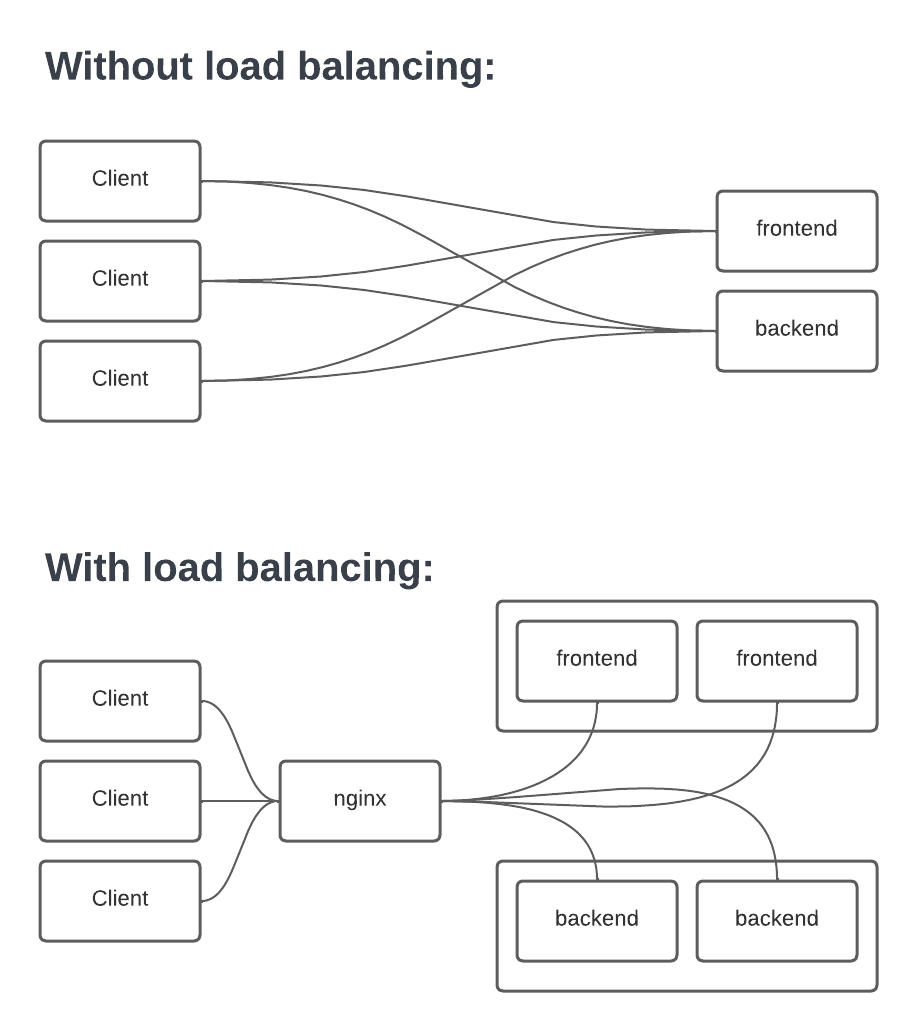 Without load balancing:
Client
frontend
Client
backend
Client
With load balancing:
frontend
frontend
Client
Client
nginx
Client
backend
backend